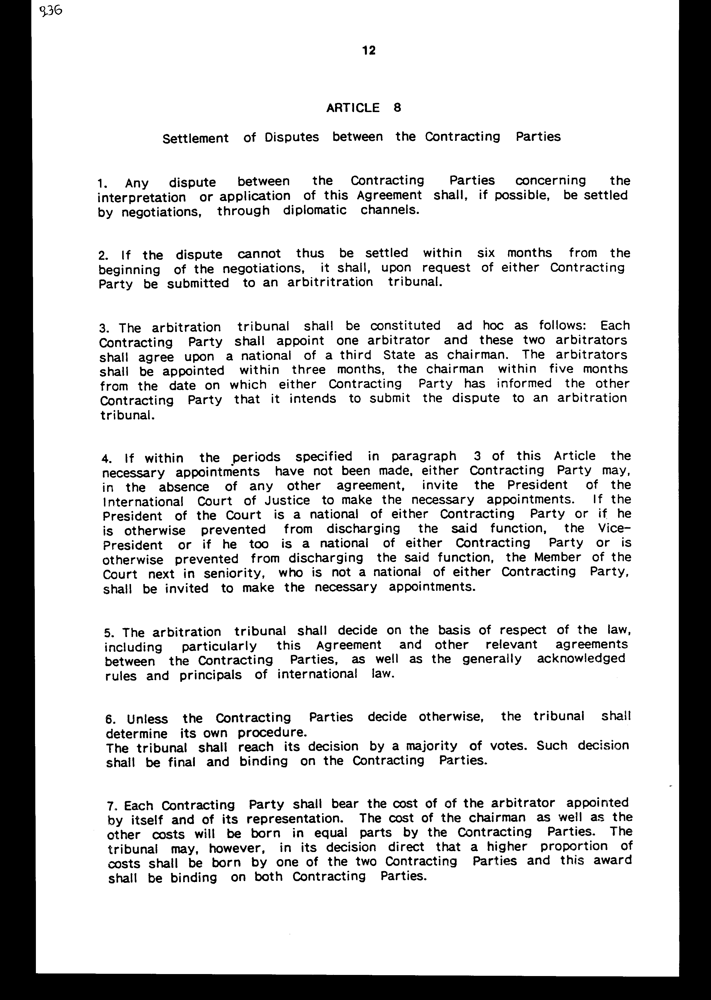 236
12
ARTICLE 8
Settlement of Disputes between the Contracting Parties
1. Any dispute between the Contracting Parties concerning the
interpretation or application of this Agreement shall, if possible, be settled
by negotiations, through diplomatic channels.
2. If the dispute cannot thus be settled within six months from the
beginning of the negotiations, it shall, upon request of either Contracting
Party be submitted to an arbitritration tribunal.
3. The arbitration tribunal shall be constituted ad hoc as follows: Each
Contracting Party shall appoint one arbitrator and these two arbitrators
shall agree upon a national of a third State as chairman. The arbitrators
shall be appointed within three months, the chairman within five months
from the date on which either Contracting Party has informed the other
Contracting Party that it intends to submit the dispute to an arbitration
tribunal.
4. If within the periods specified in paragraph 3 of this Article the
necessary appointments have not been made, either Contracting Party may,
in the absence of any other agreement, invite the President of the
International Court of Justice to make the necessary appointments. If the
President of the Court is a national of either Contracting Party or if he
is otherwise prevented from discharging the said function, the Vice-
President or if he too is a national of either Contracting Party or is
otherwise prevented from discharging the said function, the Member of the
Court next in seniority, who is not a national of either Contracting Party,
shall be invited to make the necessary appointments.
5. The arbitration tribunal shall decide on the basis of respect of the law,
including particularly this Agreement and other relevant agreements
between the Contracting Parties, as well as the generally acknowledged
rules and principals of international law.
6. Unless the Contracting Parties decide otherwise, the tribunal shall
determine its own procedure.
The tribunal shall reach its decision by a majority of votes. Such decision
shall be final and binding on the Contracting Parties.
7. Each Contracting Party shall bear the cost of of the arbitrator appointed
by itself and of its representation. The cost of the chairman as well as the
other costs will be born in equal parts by the Contracting Parties. The
tribunal may, however, in its decision direct that a higher proportion of
costs shall be born by one of the two Contracting Parties and this award
shall be binding on both Contracting Parties.